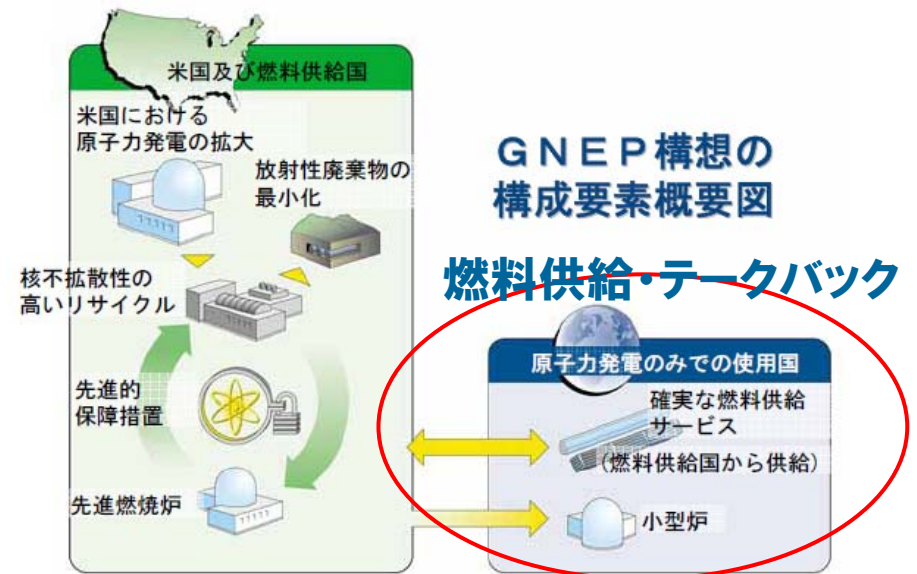 米国及び燃料供給国
米国における
原子力発電の拡大
放射性廃棄物の
最小化
核不拡散性の
高いリサイクル
先進的
保障措置
先進燃焼炉
GNEP構想の
構成要素概要図
燃料供給・テークバック
原子力発電のみでの使用国
確実な燃料供給
サービス
(燃料供給国から供給)
小型炉